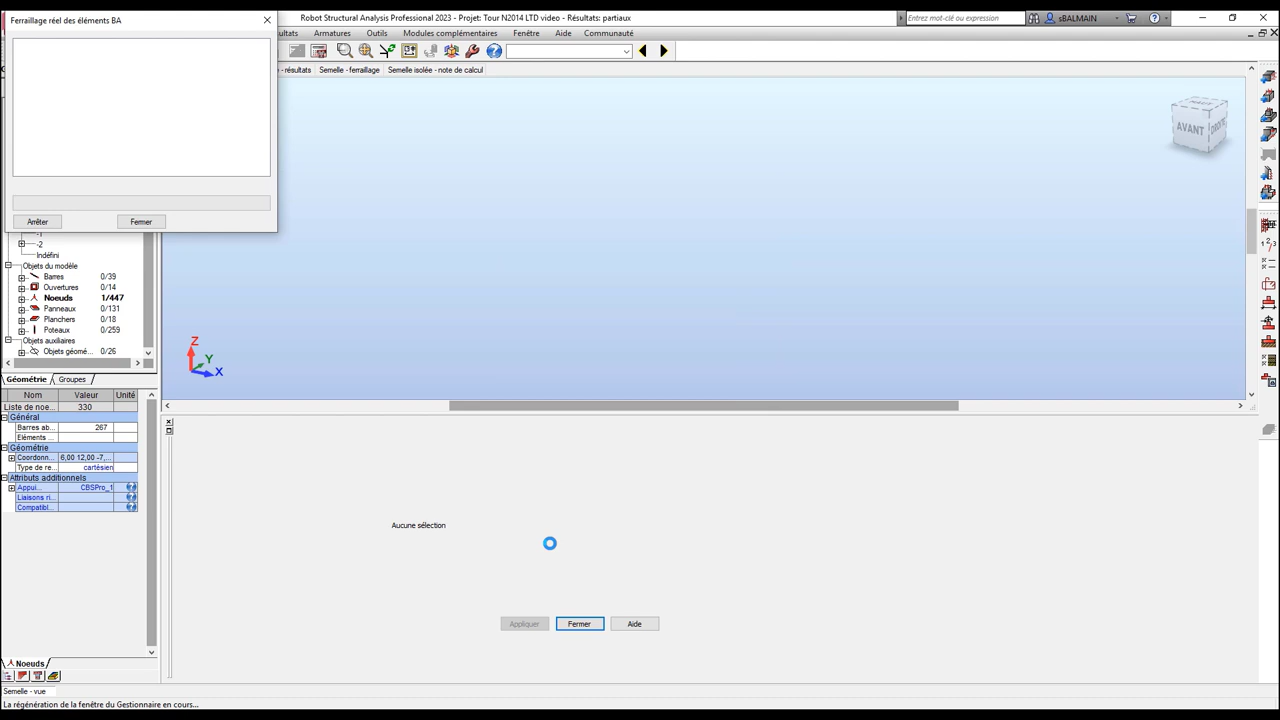 Ferraillage réel des éléments BA
Robot Structural Analysis Professional 2023 - Projet: Tour N2014 LTD video - Résultats: partiaux
Entrez mot-clé ou expression
sBALMAIN
ultats
Armatures
Outils
Modules complémentaires
Fenêtre
Aide
Communauté
- résultats
Semelle - ferraillage
Semelle isolée - note de calcul
AVANT
Arrêter
Fermer
-1
-2
Indéfini
Objets du modèle
Barres 0/39
Ouvertures 0/14
Noeuds 1/447
Panneaux 0/131
Planchers 0/18
Poteaux 0/259
Objets auxiliaires
Objets géomé... 0/26
Z
Y
X
Géométrie
Groupes
Nom Valeur Unité
Liste de noe... 330
Général
Barres ab... 267
Eléments ...
Géométrie
Coordonn... 6,00 12,00 -7,...
Type de re... cartésien
Attributs additionnels
Appui... CBSPro_1
Liaisons ri...
Compatibl...
Aucune sélection
Appliquer
Fermer
Aide
Noeuds
Semelle - vue
La régénération de la fenêtre du Gestionnaire en cours...